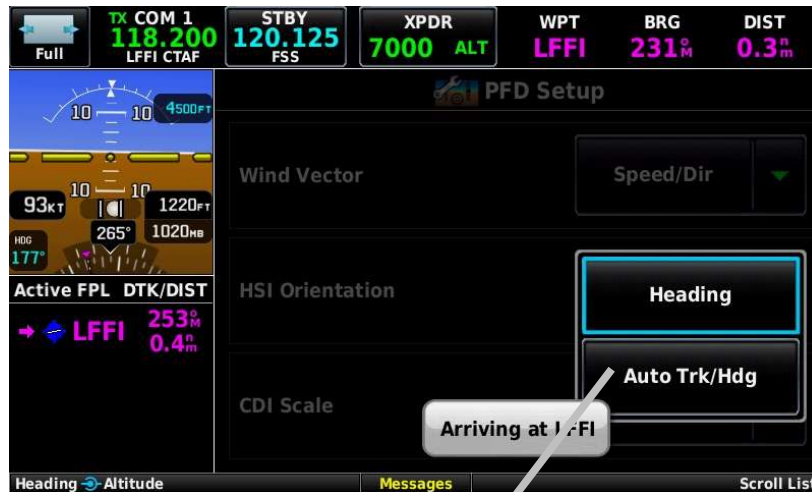 Full
TX COM 1
118.200
LFFI CTAF
STBY
120.125
FSS
XPDR
7000 ALT
WPT
LFFI
BRG
231°M
DIST
0.3nm
PFD Setup
10 10
4500FT
10 10
93KT
1220FT
265°
1020MB
HDG
177°
Wind Vector
Speed/Dir
HSI Orientation
Heading
Auto Trk/Hdg
CDI Scale
Arriving at LFFI
Active FPL DTK/DIST
LFFI
253°M
0.4nm
Heading Altitude
Messages
Scroll List